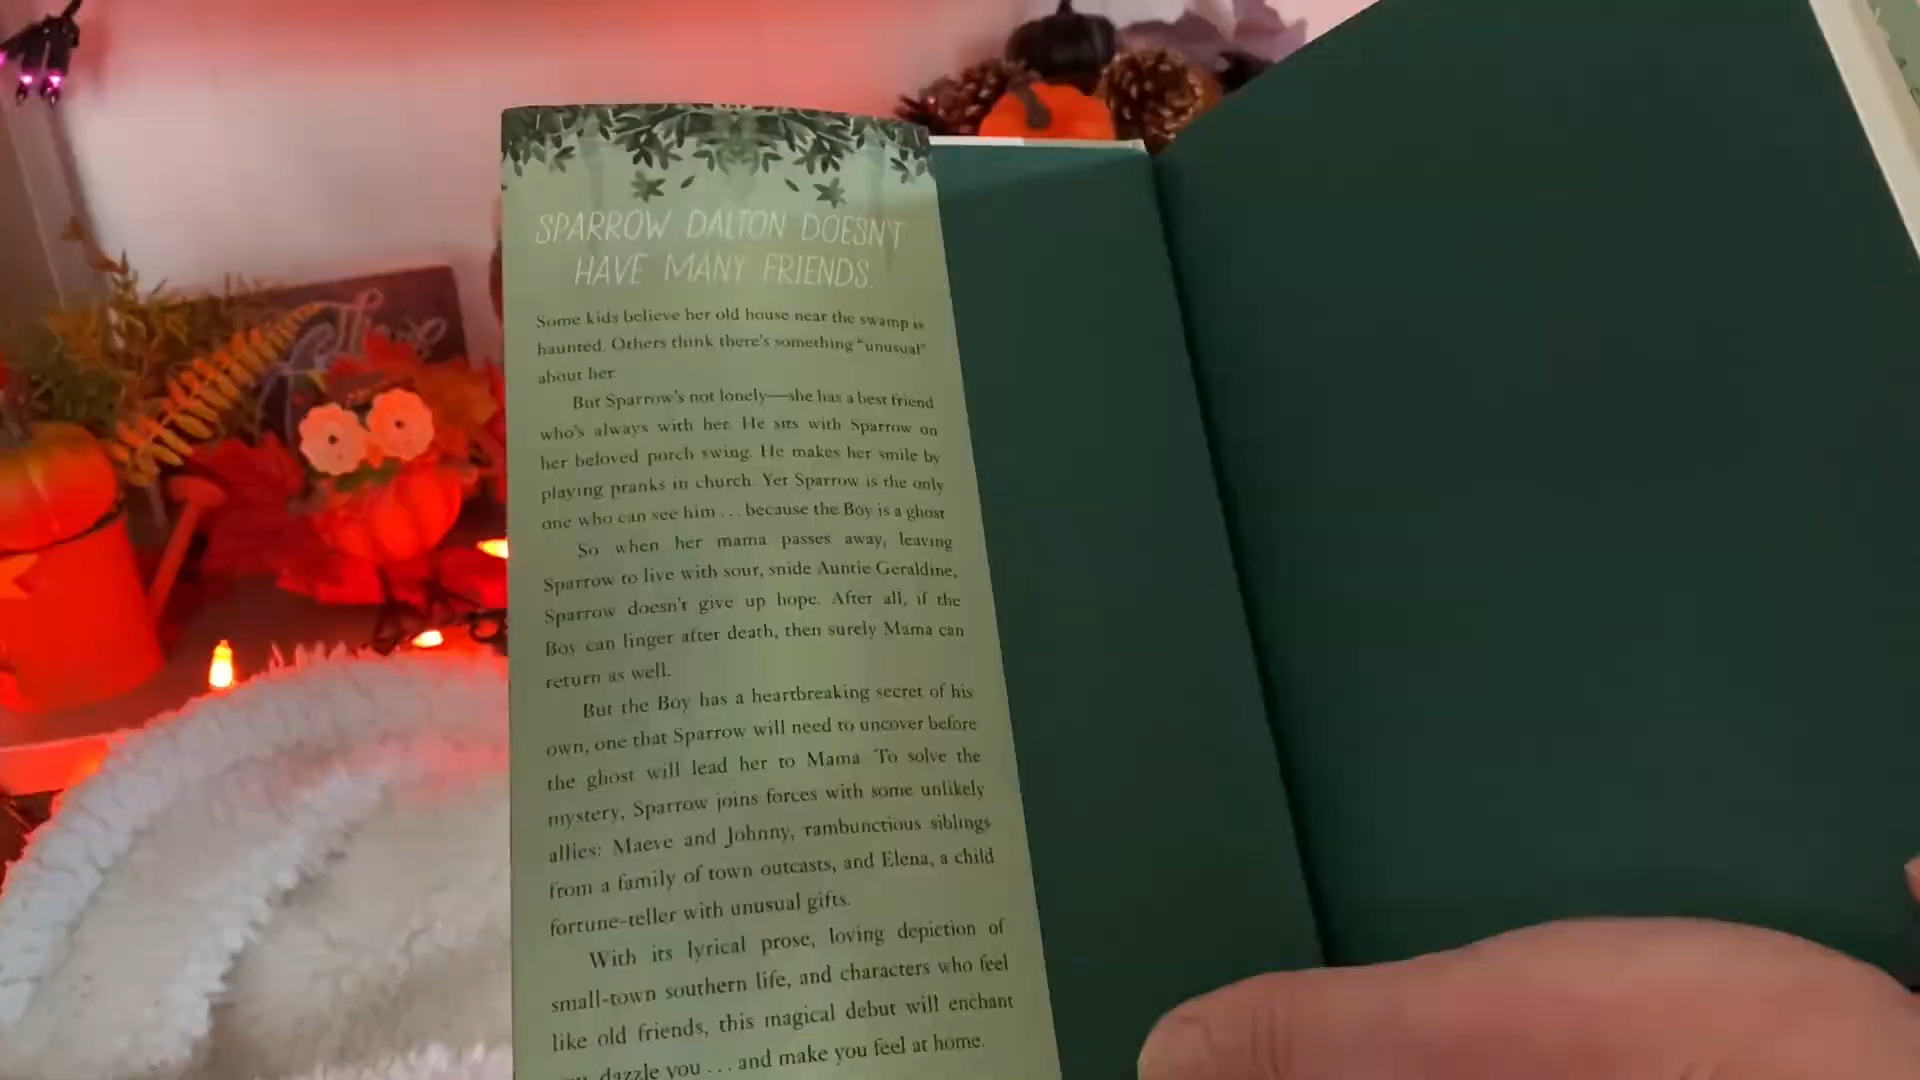 SPARROW DALTON DOESN'T
HAVE MANY FRIENDS.
Some kids believe her old house near the swamp is
haunted. Others think there's something "unusual"
about her.
But Sparrow's not lonely—she has a best friend
who's always with her. He sits with Sparrow on
her beloved porch swing. He makes her smile by
playing pranks in church. Yet Sparrow is the only
one who can see him . . . because the Boy is a ghost
So when her mama passes away, leaving
Sparrow to live with sour, snide Auntie Geraldine,
Sparrow doesn't give up hope. After all, if the
Boy can linger after death, then surely Mama can
return as well.
But the Boy has a heartbreaking secret of his
own, one that Sparrow will need to uncover before
the ghost will lead her to Mama. To solve the
mystery, Sparrow joins forces with some unlikely
allies: Maeve and Johnny, rambunctious siblings
from a family of town outcasts, and Elena, a child
fortune-teller with unusual gifts.
With its lyrical prose, loving depiction of
small-town southern life, and characters who feel
like old friends, this magical debut will enchant
dazzle you . . . and make you feel at home.